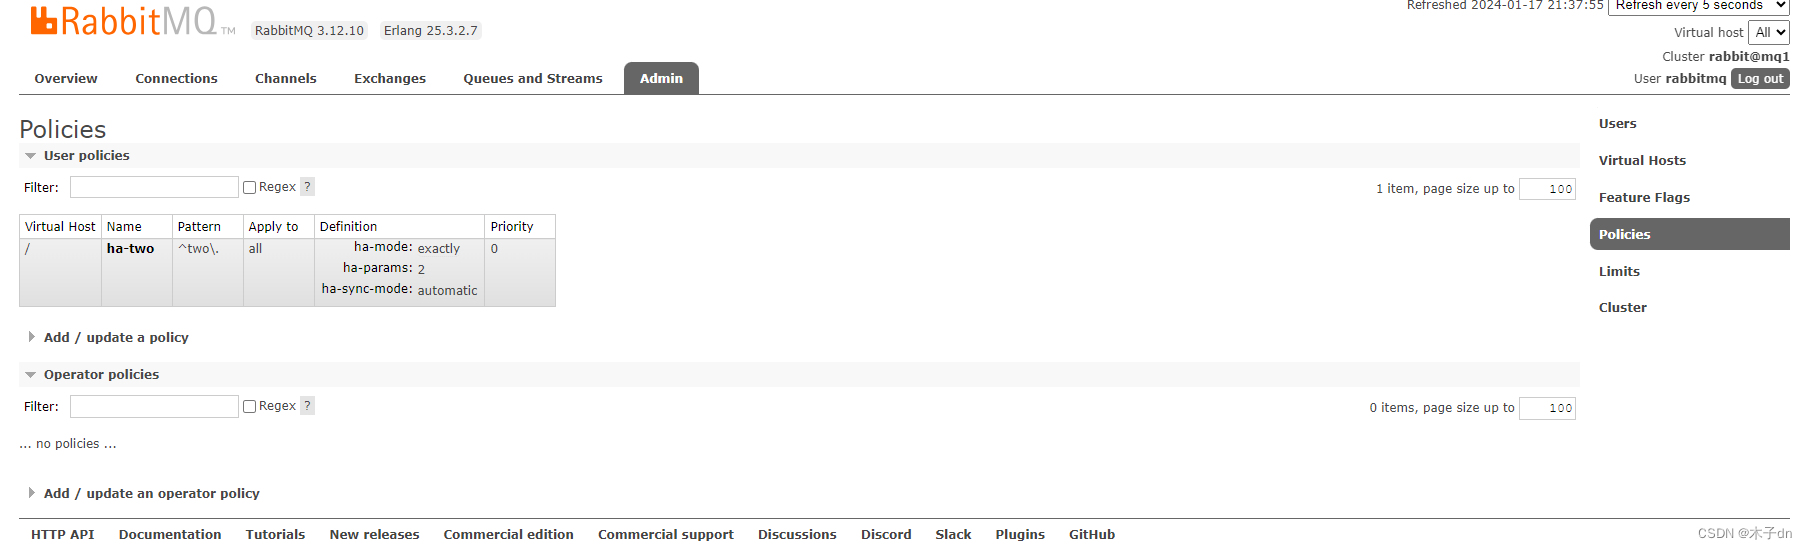 RabbitMQ TM RabbitMQ 3.12.10 Erlang 25.3.2.7
Refreshed 2024-01-17 21:37:55 Refresh every 5 seconds
Virtual host All
Cluster rabbit@mq1
User rabbitmq Log out
Overview Connections Channels Exchanges Queues and Streams Admin
Policies
User policies
Filter: Regex ? 1 item, page size up to 100
Virtual Host Name Pattern Apply to Definition Priority
/ ha-two ^two\. all ha-mode: exactly 0
ha-params: 2
ha-sync-mode: automatic
Add / update a policy
Operator policies
Filter: Regex ? 0 items, page size up to 100
... no policies ...
Add / update an operator policy
Users
Virtual Hosts
Feature Flags
Policies
Limits
Cluster
HTTP API Documentation Tutorials New releases Commercial edition Commercial support Discussions Discord Slack Plugins GitHub
CSDN @木子dn